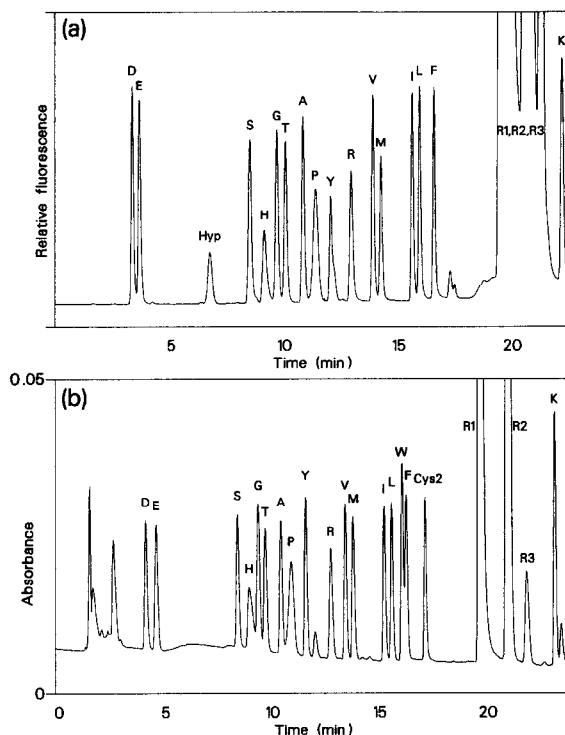 (a)
Relative fluorescence
D
E
Hyp
S
H
G
T
A
P
Y
R
V
M
I
L
F
R1,R2,R3
K
5 10 15 20
Time (min)
(b)
0.05
Absorbance
0
D
E
S
H
G
T
A
P
Y
R
V
M
I
L
W
F
Cys2
R1
R2
R3
K
0 5 10 15 20
Time (min)